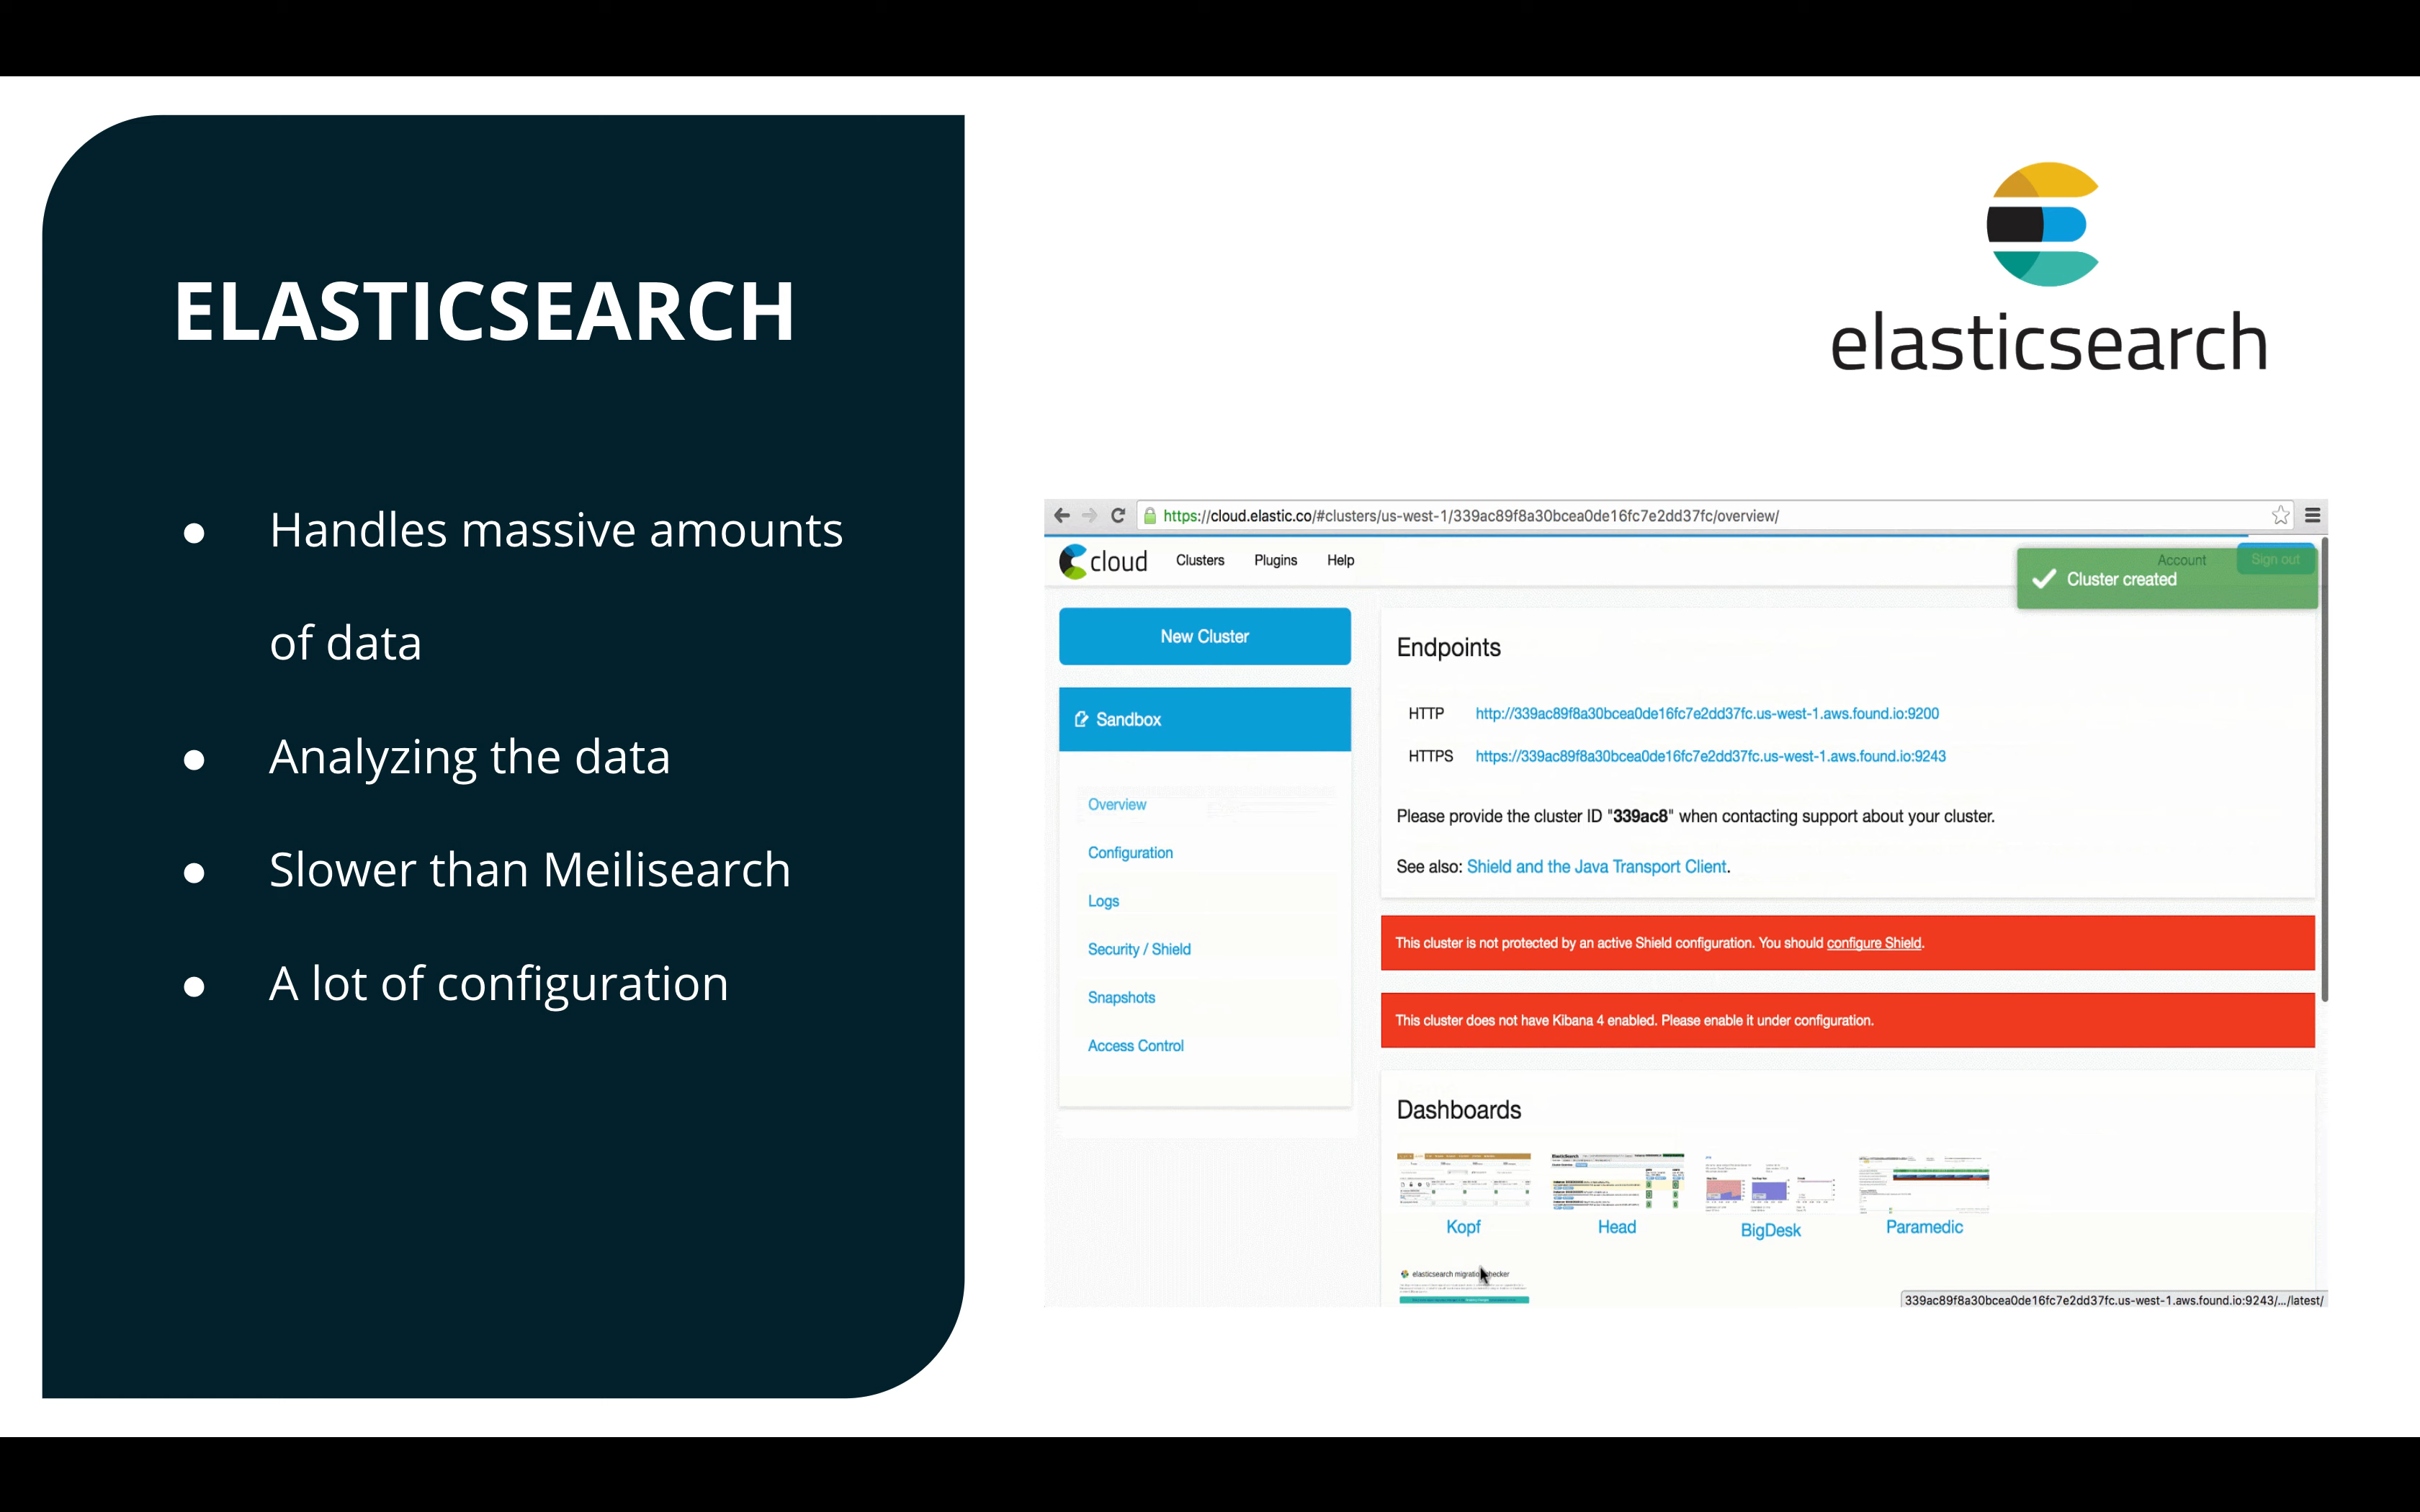 ELASTICSEARCH
● Handles massive amounts
of data
● Analyzing the data
● Slower than Meilisearch
● A lot of configuration
elasticsearch
https://cloud.elastic.co/#clusters/us-west-1/339ac89f8a30bcea0de16fc7e2dd37fc/overview/
cloud Clusters Plugins Help Account Sign out
Cluster created
New Cluster
Sandbox
Overview
Configuration
Logs
Security / Shield
Snapshots
Access Control
Endpoints
HTTP http://339ac89f8a30bcea0de16fc7e2dd37fc.us-west-1.aws.found.io:9200
HTTPS https://339ac89f8a30bcea0de16fc7e2dd37fc.us-west-1.aws.found.io:9243
Please provide the cluster ID "339ac8" when contacting support about your cluster.
See also: Shield and the Java Transport Client.
This cluster is not protected by an active Shield configuration. You should configure Shield.
This cluster does not have Kibana 4 enabled. Please enable it under configuration.
Dashboards
Kopf Head BigDesk Paramedic
elasticsearch
339ac89f8a30bcea0de16fc7e2dd37fc.us-west-1.aws.found.io:9243/.../latest/